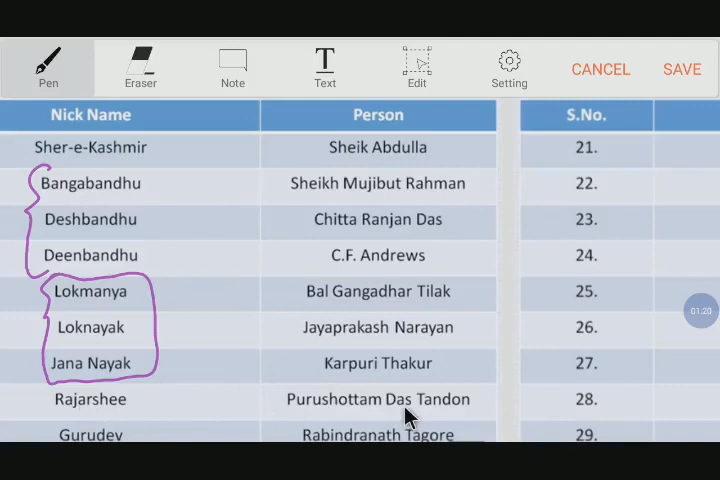 Pen Eraser Note Text Edit Setting CANCEL SAVE
Nick Name Person S.No.
Sher-e-Kashmir Sheik Abdulla 21.
Bangabandhu Sheikh Mujibut Rahman 22.
Deshbandhu Chitta Ranjan Das 23.
Deenbandhu C.F. Andrews 24.
Lokmanya Bal Gangadhar Tilak 25.
Loknayak Jayaprakash Narayan 26.
Jana Nayak Karpuri Thakur 27.
Rajarshee Purushottam Das Tandon 28.
Gurudev Rabindranath Tagore 29.
01:20